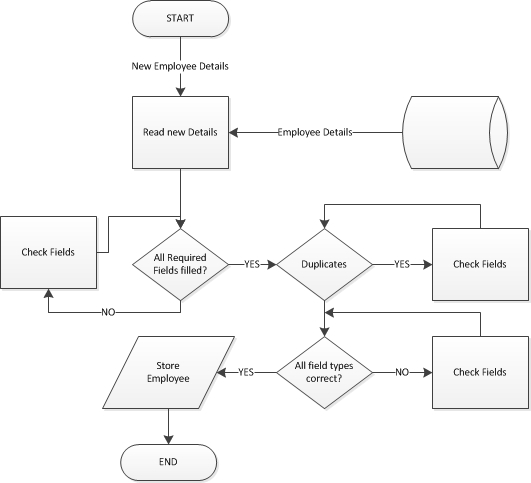 START
New Employee Details
Read new Details
Employee Details
Check Fields
All Required
Fields filled?
YES
Duplicates
YES
Check Fields
NO
Store
Employee
YES
All field types
correct?
NO
Check Fields
END